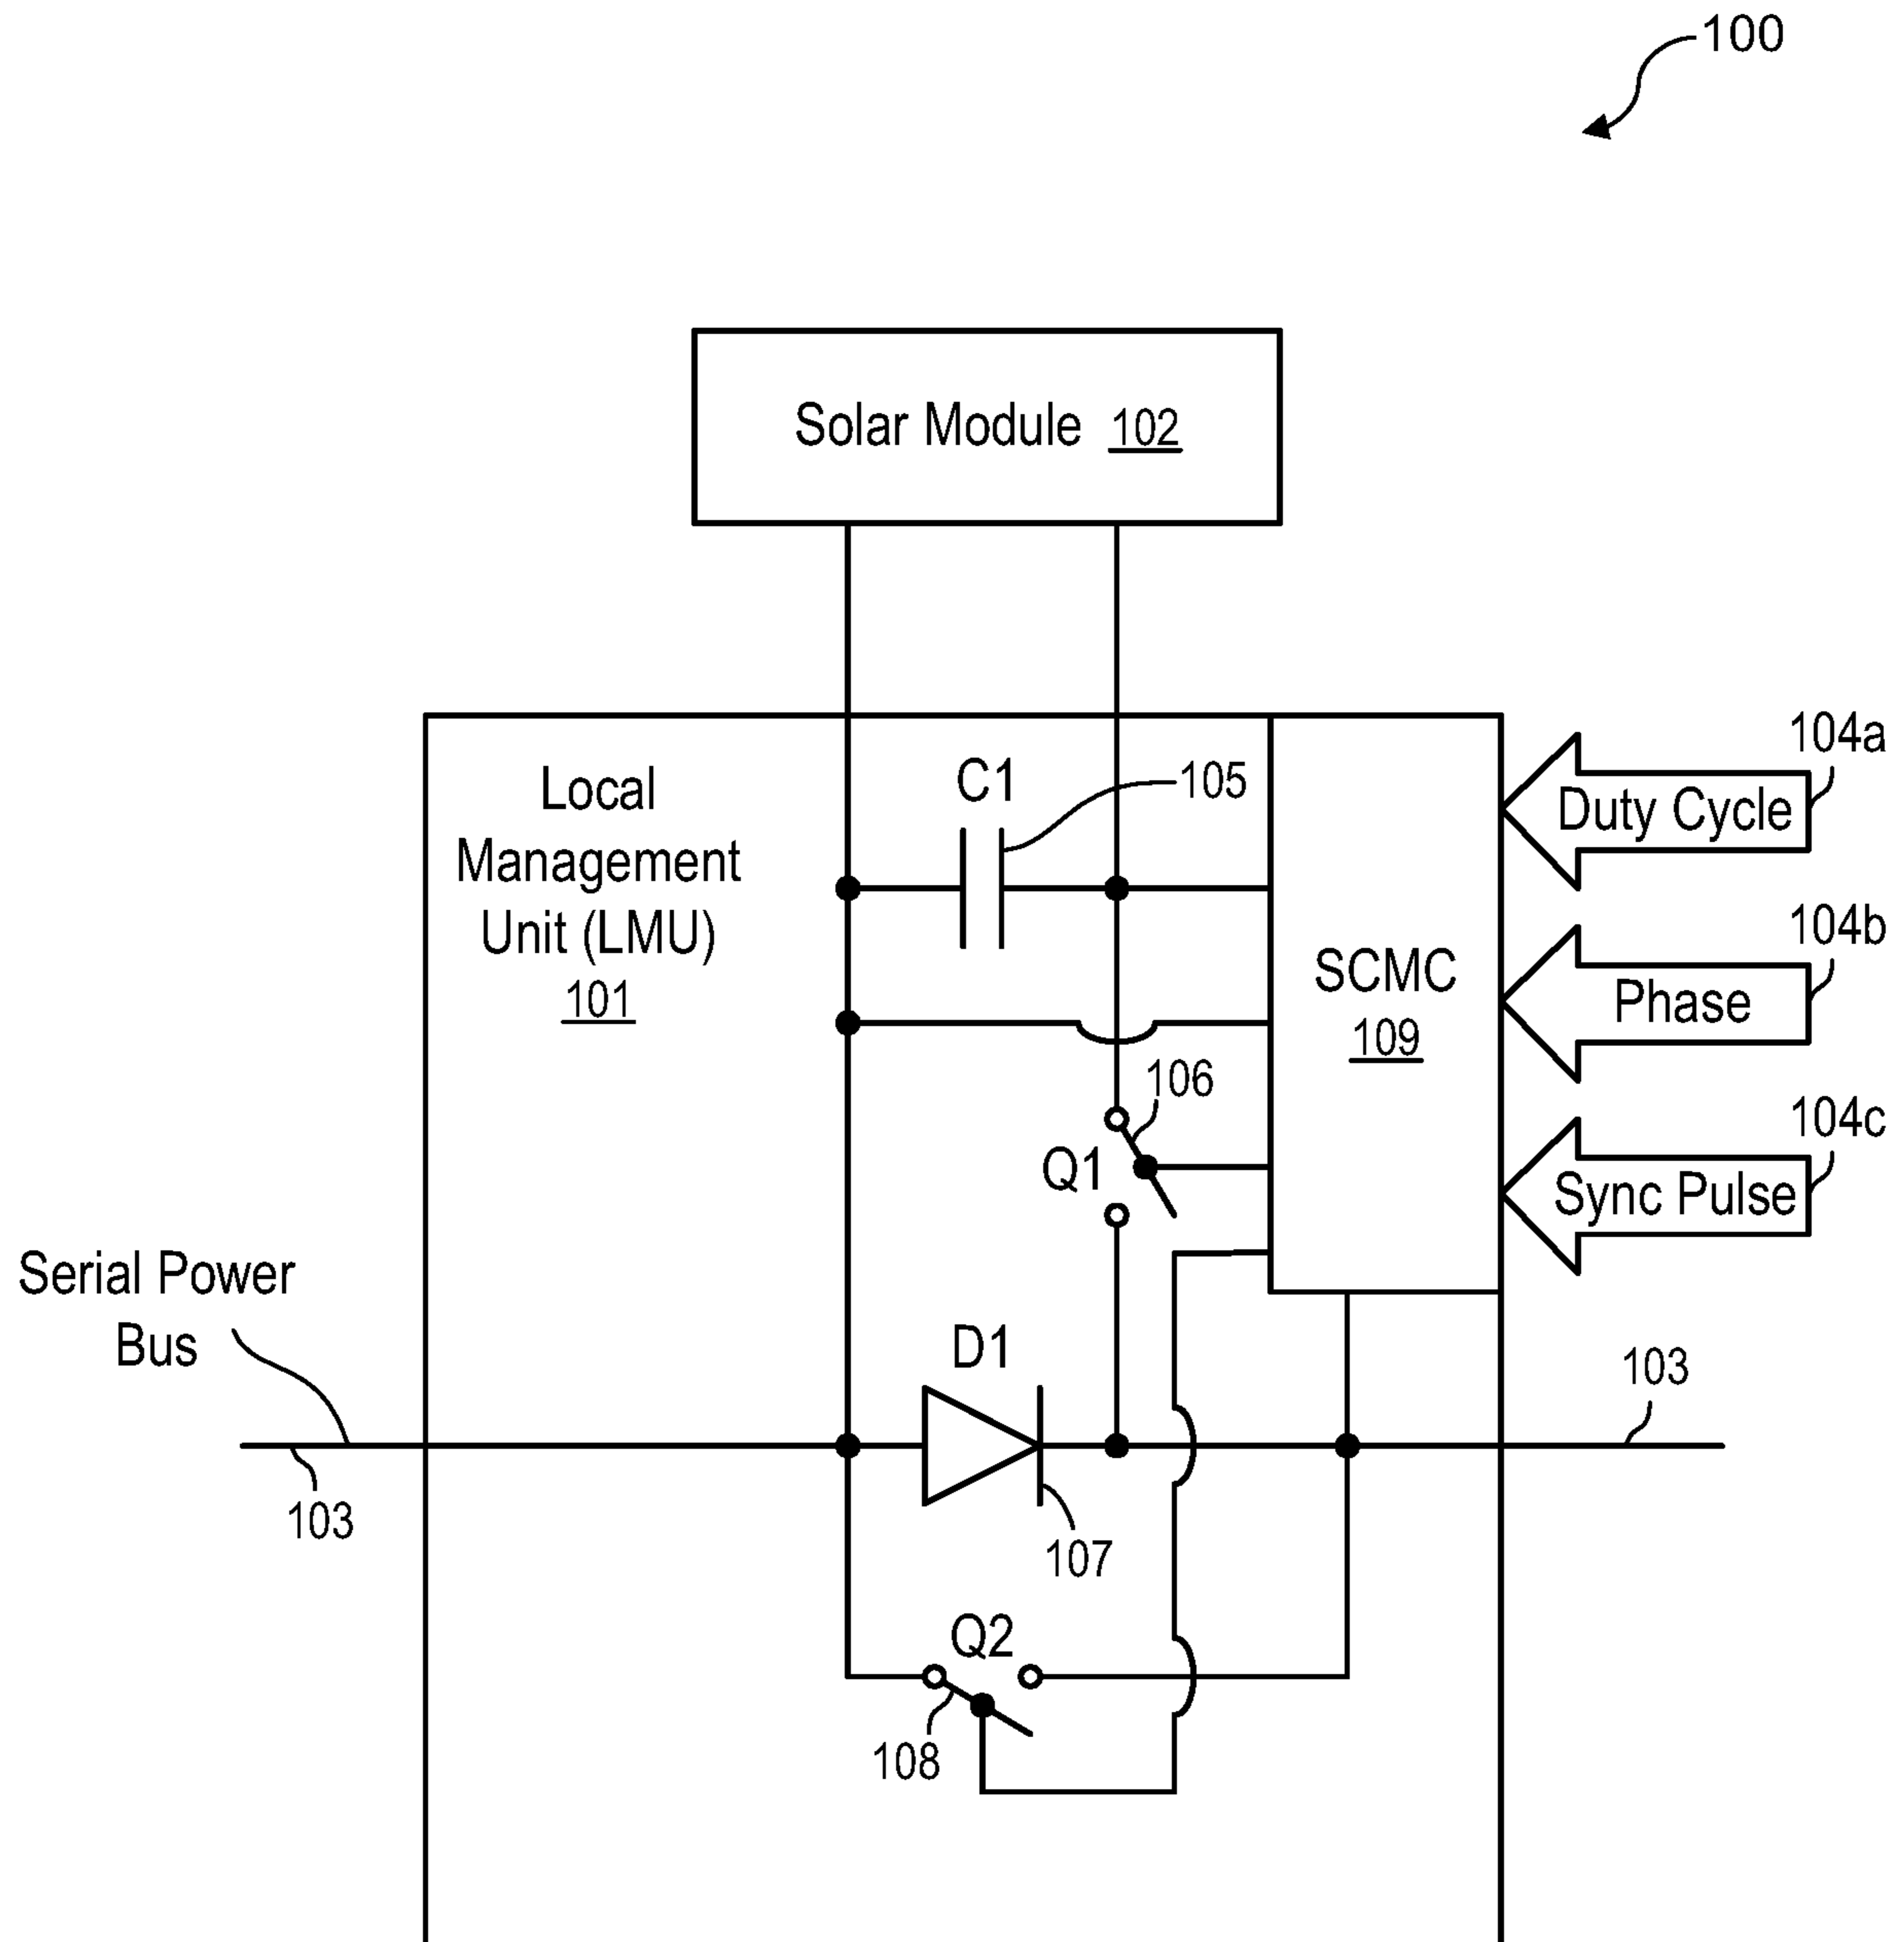 100
Solar Module 102
Local
Management
Unit (LMU)
101
C1
105
SCMC
109
104a
Duty Cycle
104b
Phase
104c
Sync Pulse
106
Q1
Serial Power
Bus
D1
103
103
107
Q2
108